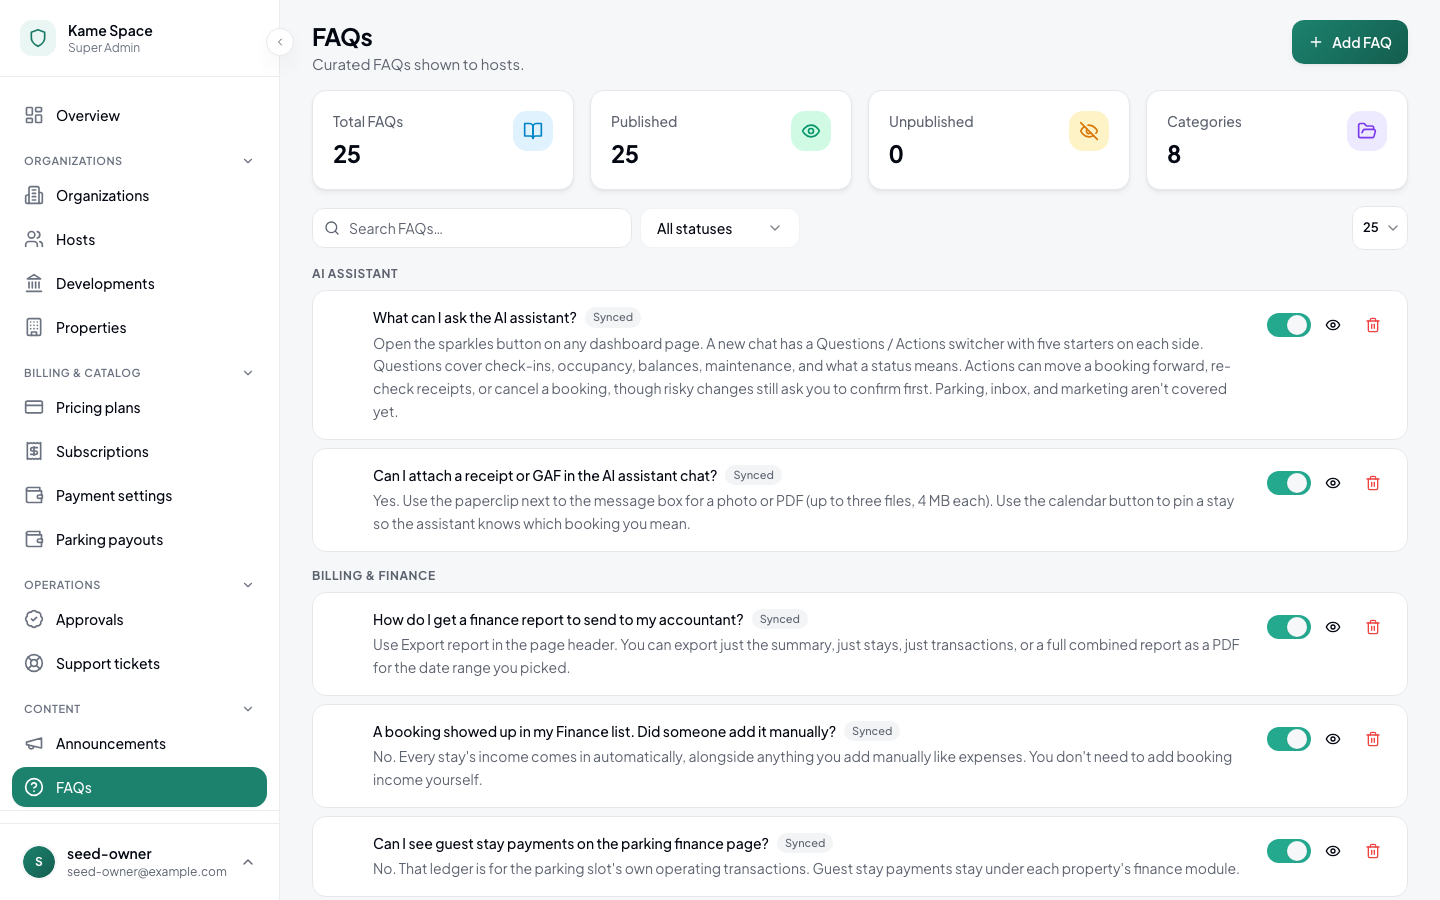 Kame Space
Super Admin
Overview
ORGANIZATIONS
Organizations
Hosts
Developments
Properties
BILLING & CATALOG
Pricing plans
Subscriptions
Payment settings
Parking payouts
OPERATIONS
Approvals
Support tickets
CONTENT
Announcements
FAQs
S
seed-owner
seed-owner@example.com
FAQs
Curated FAQs shown to hosts.
Add FAQ
Total FAQs
25
Published
25
Unpublished
0
Categories
8
Search FAQs...
All statuses
25
AI ASSISTANT
What can I ask the AI assistant? Synced
Open the sparkles button on any dashboard page. A new chat has a Questions / Actions switcher with five starters on each side.
Questions cover check-ins, occupancy, balances, maintenance, and what a status means. Actions can move a booking forward, re-
check receipts, or cancel a booking, though risky changes still ask you to confirm first. Parking, inbox, and marketing aren't covered
yet.
Can I attach a receipt or GAF in the AI assistant chat? Synced
Yes. Use the paperclip next to the message box for a photo or PDF (up to three files, 4 MB each). Use the calendar button to pin a stay
so the assistant knows which booking you mean.
BILLING & FINANCE
How do I get a finance report to send to my accountant? Synced
Use Export report in the page header. You can export just the summary, just stays, just transactions, or a full combined report as a PDF
for the date range you picked.
A booking showed up in my Finance list. Did someone add it manually? Synced
No. Every stay's income comes in automatically, alongside anything you add manually like expenses. You don't need to add booking
income yourself.
Can I see guest stay payments on the parking finance page? Synced
No. That ledger is for the parking slot's own operating transactions. Guest stay payments stay under each property's finance module.